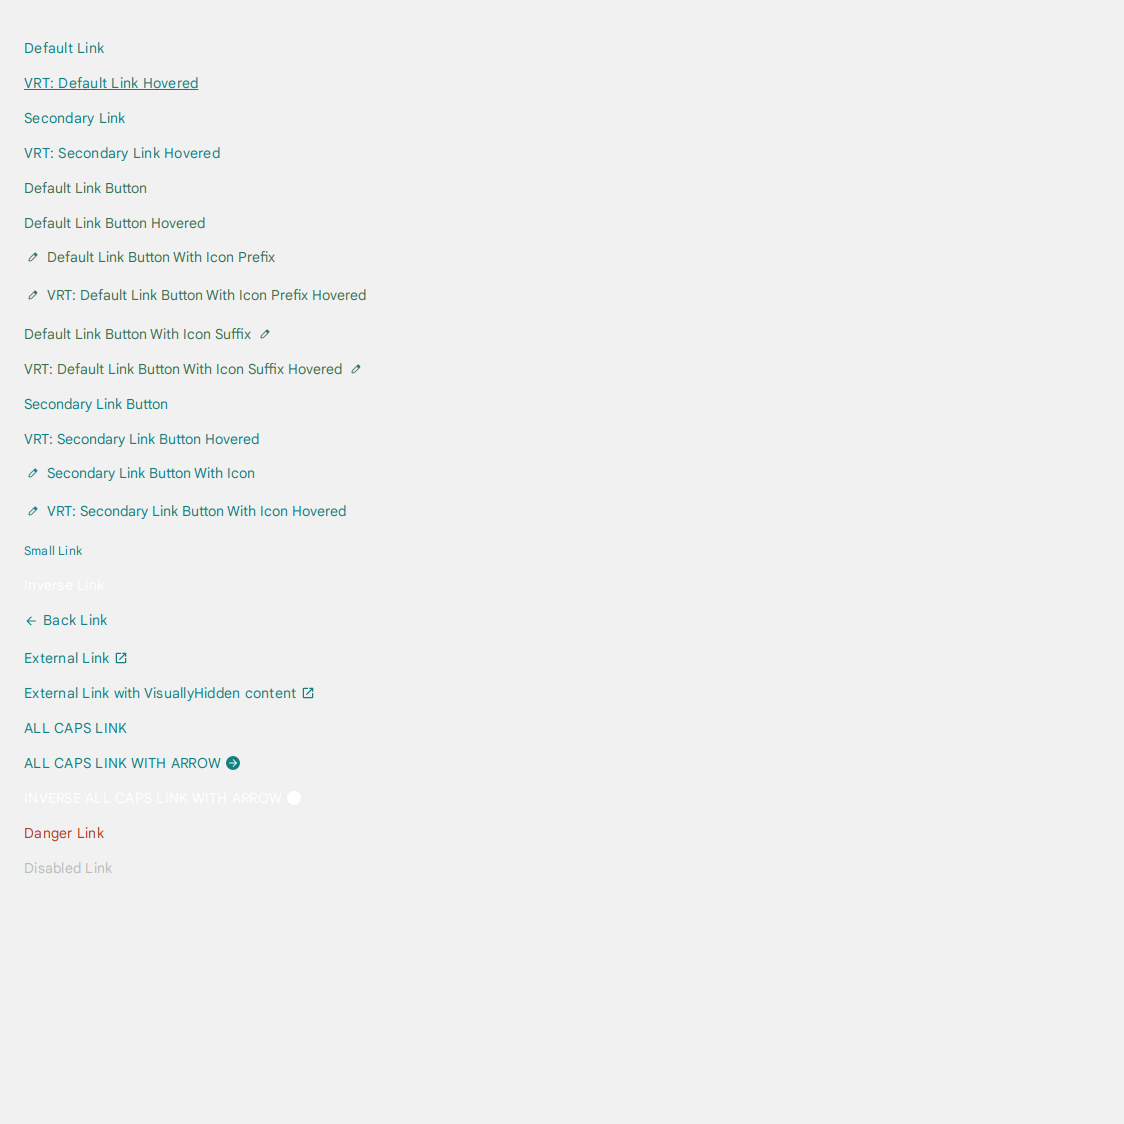 Default Link
VRT: Default Link Hovered
Secondary Link
VRT: Secondary Link Hovered
Default Link Button
Default Link Button Hovered
Default Link Button With Icon Prefix
VRT: Default Link Button With Icon Prefix Hovered
Default Link Button With Icon Suffix
VRT: Default Link Button With Icon Suffix Hovered
Secondary Link Button
VRT: Secondary Link Button Hovered
Secondary Link Button With Icon
VRT: Secondary Link Button With Icon Hovered
Small Link
Inverse Link
Back Link
External Link
External Link with VisuallyHidden content
ALL CAPS LINK
ALL CAPS LINK WITH ARROW
INVERSE ALL CAPS LINK WITH ARROW
Danger Link
Disabled Link